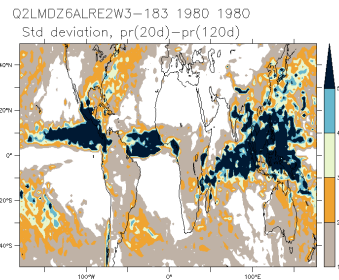 Q2LMDZ6ALRE2W3-183 1980 1980
Std deviation, pr(20d)-pr(120d)
40°N
20°N
0°
20°S
40°S
100°W
0°
100°E
5
4
3
2
1